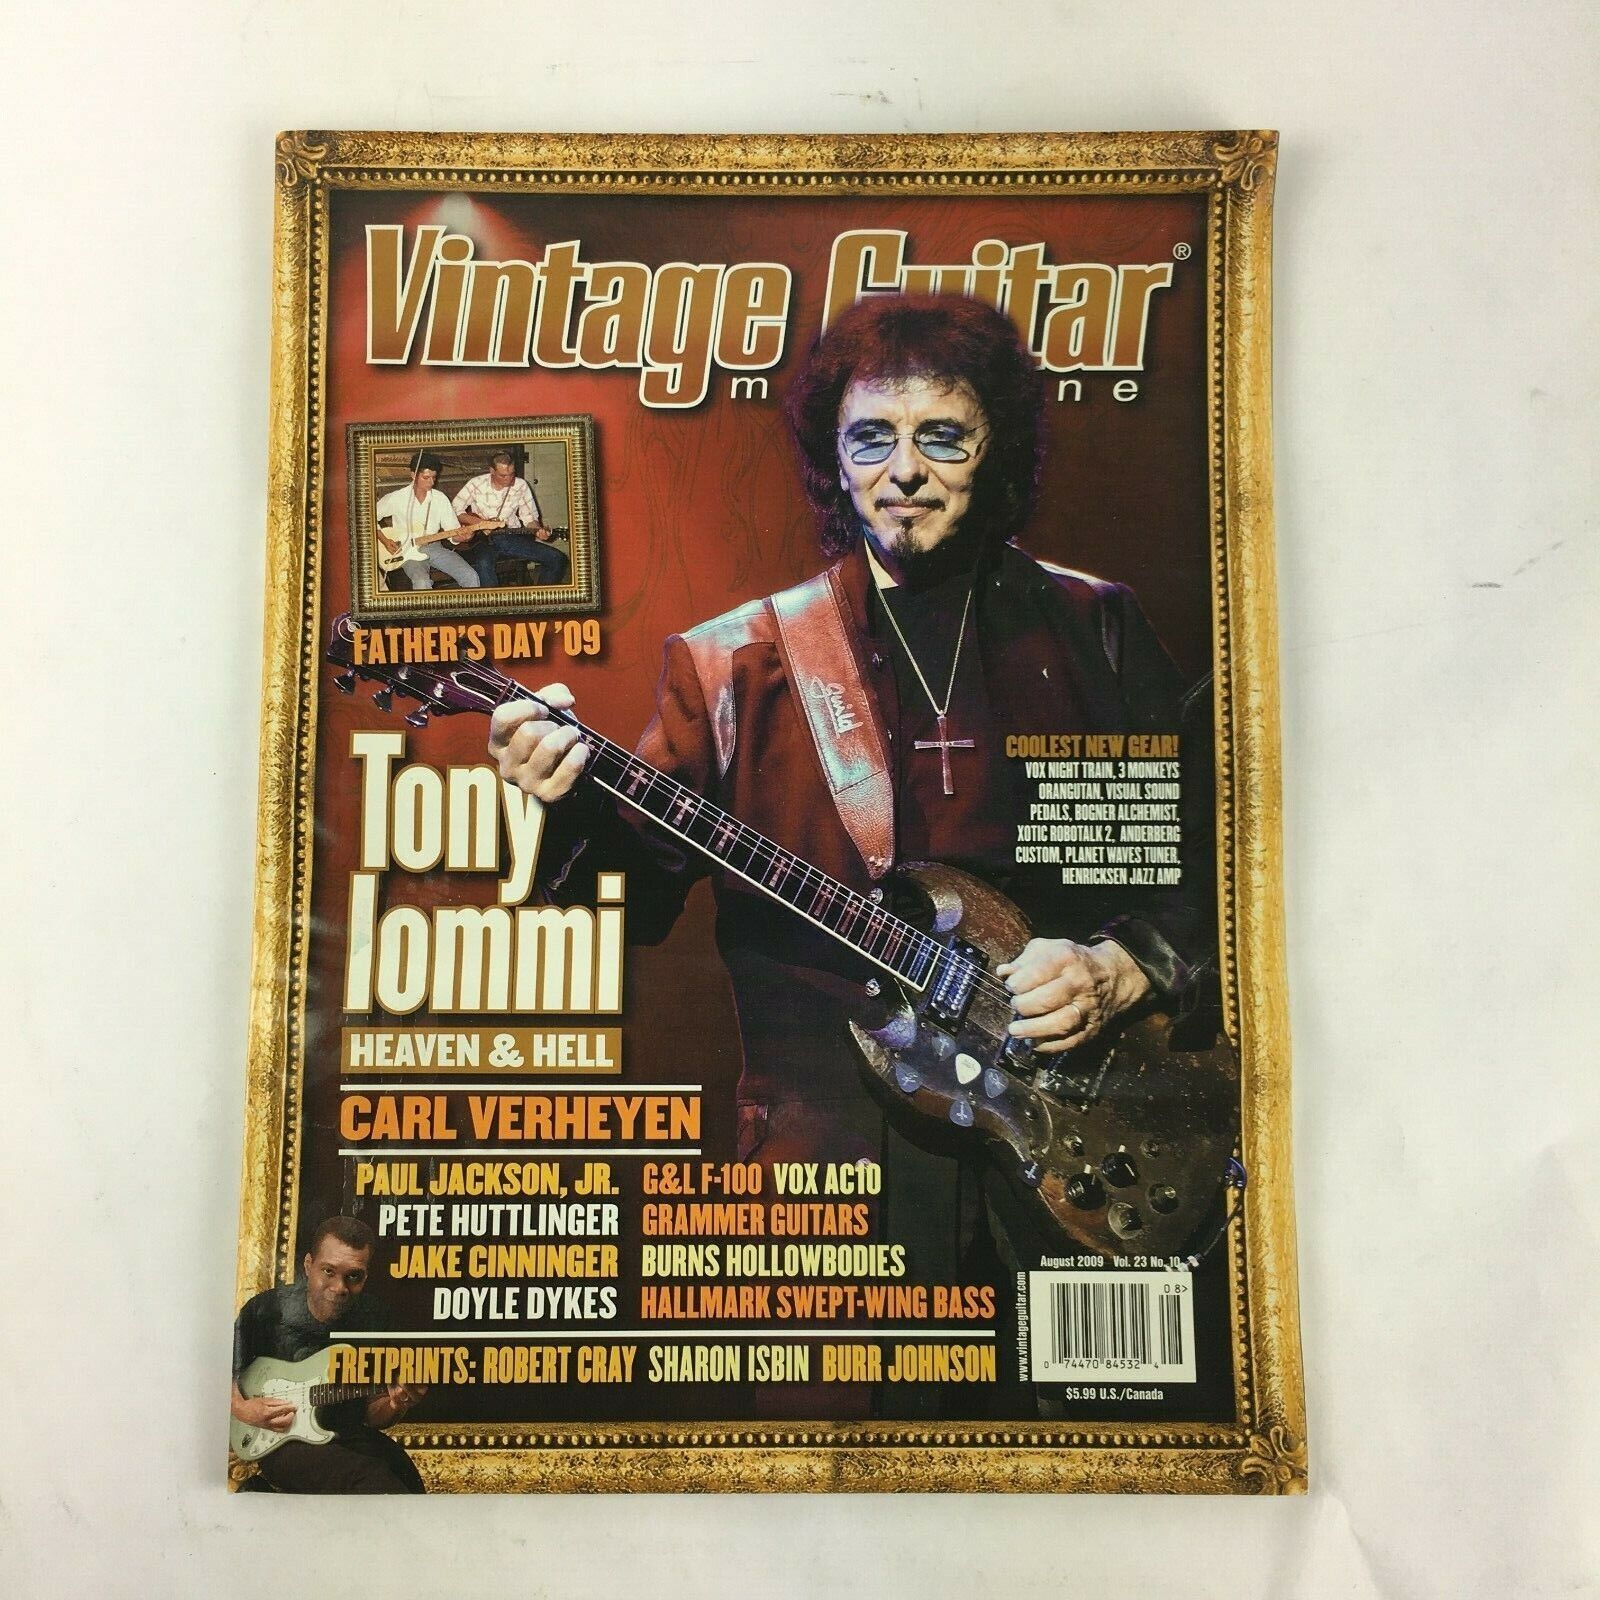 Vintage Guitar®
m ne
FATHER'S DAY '09
Guild
Tony
Iommi
HEAVEN & HELL
COOLEST NEW GEAR!
VOX NIGHT TRAIN, 3 MONKEYS
ORANGUTAN, VISUAL SOUND
PEDALS, BOGNER ALCHEMIST,
XOTIC ROBOTALK 2, ANDERBERG
CUSTOM, PLANET WAVES TUNER,
HENRICKSEN JAZZ AMP
CARL VERHEYEN
PAUL JACKSON, JR.
PETE HUTTLINGER
JAKE CINNINGER
DOYLE DYKES
G&L F-100 VOX AC10
GRAMMER GUITARS
BURNS HOLLOWBODIES
HALLMARK SWEPT-WING BASS
FRETPRINTS: ROBERT CRAY SHARON ISBIN BURR JOHNSON
August 2009 Vol. 23 No. 10
www.vintageguitar.com
08>
0 74470 84532 4
$5.99 U.S./Canada